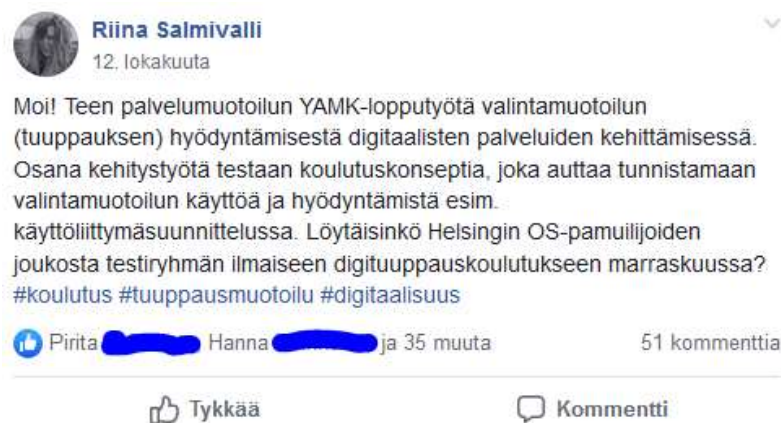 Riina Salmivalli
12. lokakuuta
Moi! Teen palvelumuotoilun YAMK-lopputyötä valintamuotoilun
(tuuppauksen) hyödyntämisestä digitaalisten palveluiden kehittämisessä.
Osana kehitystyötä testaan koulutuskonseptia, joka auttaa tunnistamaan
valintamuotoilun käyttöä ja hyödyntämistä esim.
käyttöliittymäsuunnittelussa. Löytäisinkö Helsingin OS-pamuilijoiden
joukosta testiryhmän ilmaiseen digituuppauskoulutukseen marraskuussa?
#koulutus #tuuppausmuotoilu #digitaalisuus
Pirita Hanna ja 35 muuta 51 kommenttia
Tykkää Kommentti